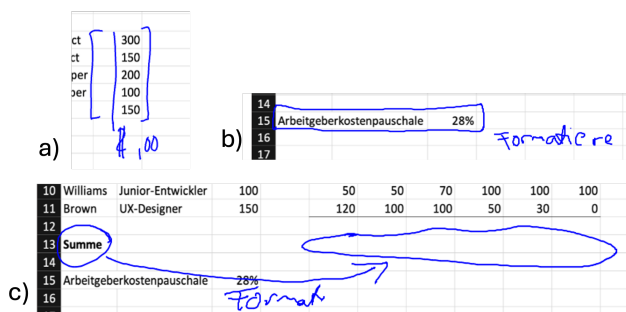 ct 300
ct 150
per 200
per 100
150
a) ,00
14
b) 15 Arbeitgeberkostenpauschale 28%
16 Formatiere
17
10 Williams Junior-Entwickler 100 50 50 70 100 100 100
11 Brown UX-Designer 150 120 100 100 50 30 0
12
13 Summe
14
c) 15 Arbeitgeberkostenpauschale 28%
16 Format